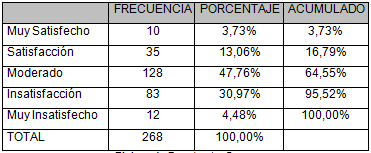 FRECUENCIA PORCENTAJE ACUMULADO
Muy Satisfecho 10 3,73% 3,73%
Satisfacción 35 13,06% 16,79%
Moderado 128 47,76% 64,55%
Insatisfacción 83 30,97% 95,52%
Muy Insatisfecho 12 4,48% 100,00%
TOTAL 268 100,00%